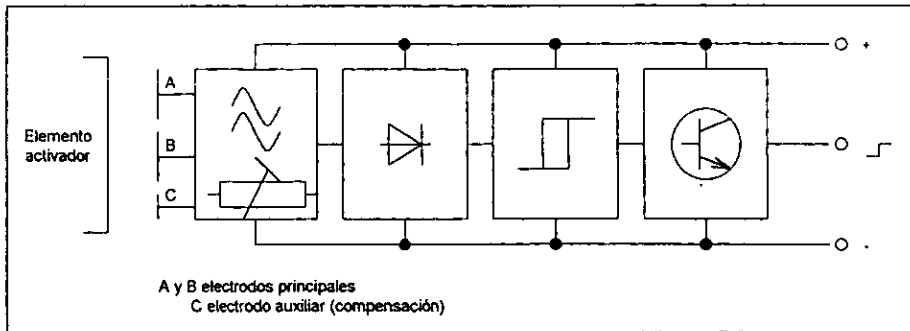 +
A
Elemento
activador
B
C
-
A y B electrodos principales
C electrodo auxiliar (compensación)